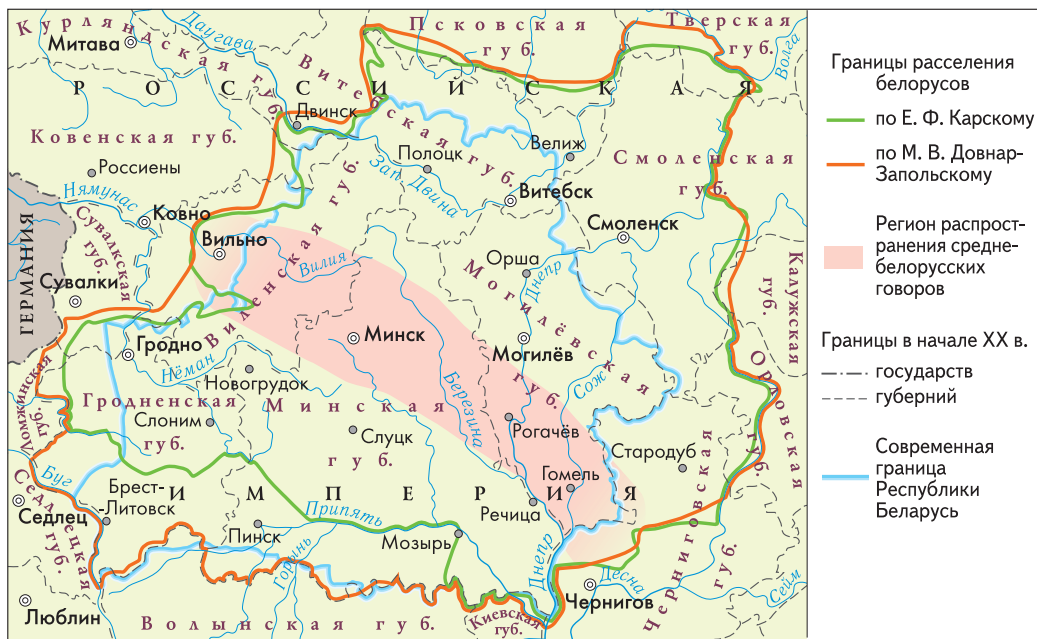 Курляндская
губ.
Митава
Даугава
Псковская
губ.
Тверская
губ.
Волга
РОССИЙСКАЯ
Витебская губ.
Двинск
Ковенская губ.
Россиены
Полоцк
Зап. Двина
Велиж
Витебск
Смоленская
губ.
Смоленск
Нямунас
Ковно
Сувалкская
губ.
ГЕРМАНИЯ
Сувалки
Вильно
Виленская губ.
Вилия
Орша
Днепр
Могилёвская
губ.
Могилёв
Калужская
губ.
Минск
Гродно
Нёман
Новогрудок
Березина
Сож
Орловская
губ.
Ломжинская
губ.
Гродненская
губ.
Слоним
Минская
губ.
Слуцк
Рогачёв
Стародуб
Гомель
Речица
Буг
Брест-
Литовск
ИМПЕРИЯ
Седлец
Седлецкая
губ.
Припять
Пинск
Горынь
Мозырь
Днепр
Черниговская
губ.
Десна
Сейм
Чернигов
Люблин
Волынская губ.
Киевская
губ.
Границы расселения
белорусов
по Е. Ф. Карскому
по М. В. Довнар-
Запольскому
Регион распрост-
ранения средне-
белорусских
говоров
Границы в начале XX в.
государств
губерний
Современная
граница
Республики
Беларусь